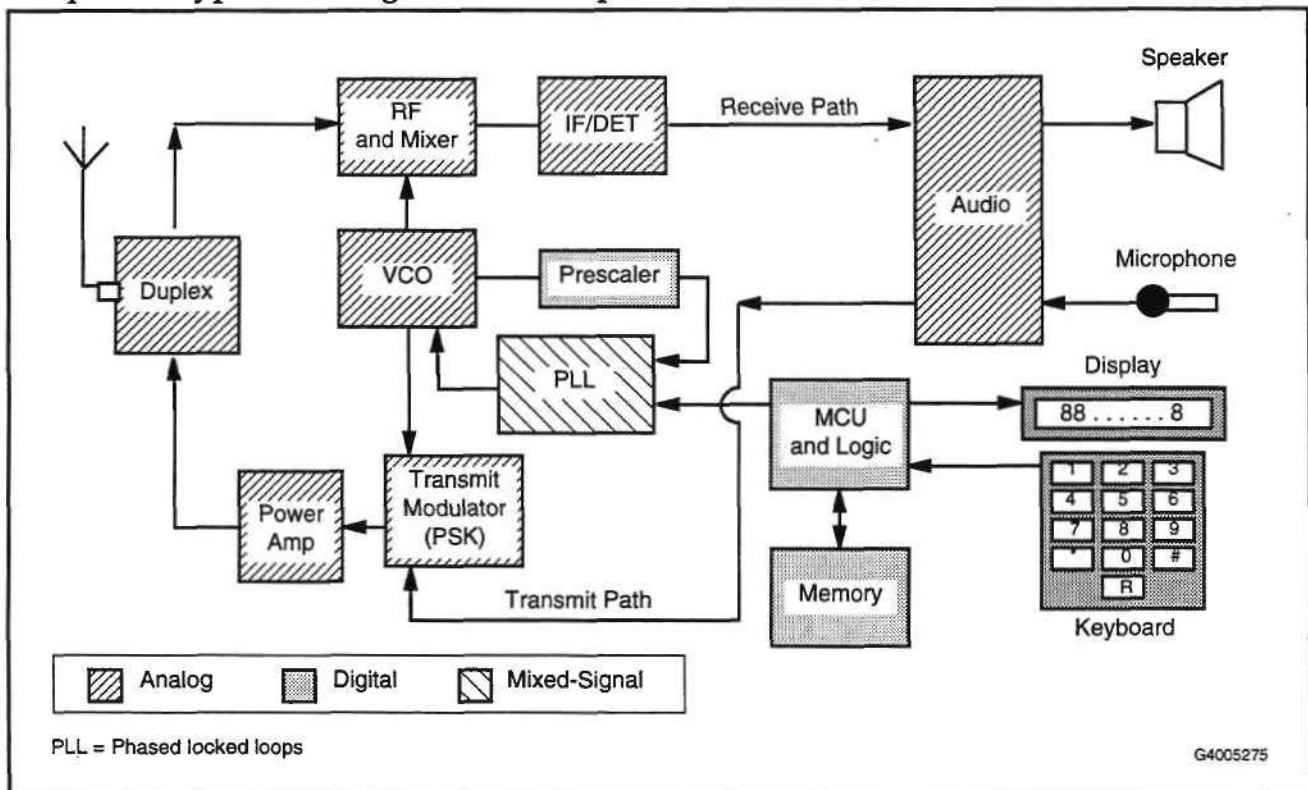 Speaker
RF
and Mixer
IF/DET
Receive Path
Audio
VCO
Prescaler
Microphone
Duplex
PLL
Display
88 . . . . . . 8
MCU
and Logic
1 2 3
4 5 6
7 8 9
* 0 #
R
Keyboard
Transmit
Modulator
(PSK)
Power
Amp
Transmit Path
Memory
Analog
Digital
Mixed-Signal
PLL = Phased locked loops
G4005275